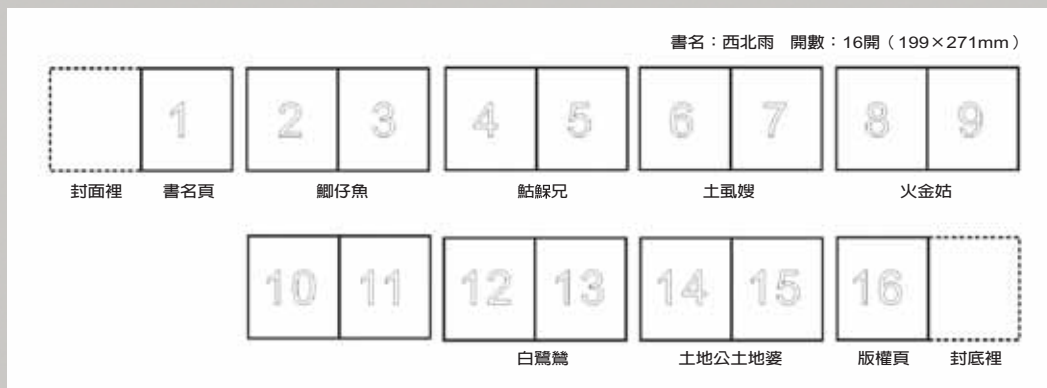 書名：西北雨　開數：16開（199×271mm）
1 2 3 4 5 6 7 8 9
封面裡 書名頁 鯽仔魚 鮕鮘兄 土虱嫂 火金姑
10 11 12 13 14 15 16
白鷺鷥 土地公土地婆 版權頁 封底裡